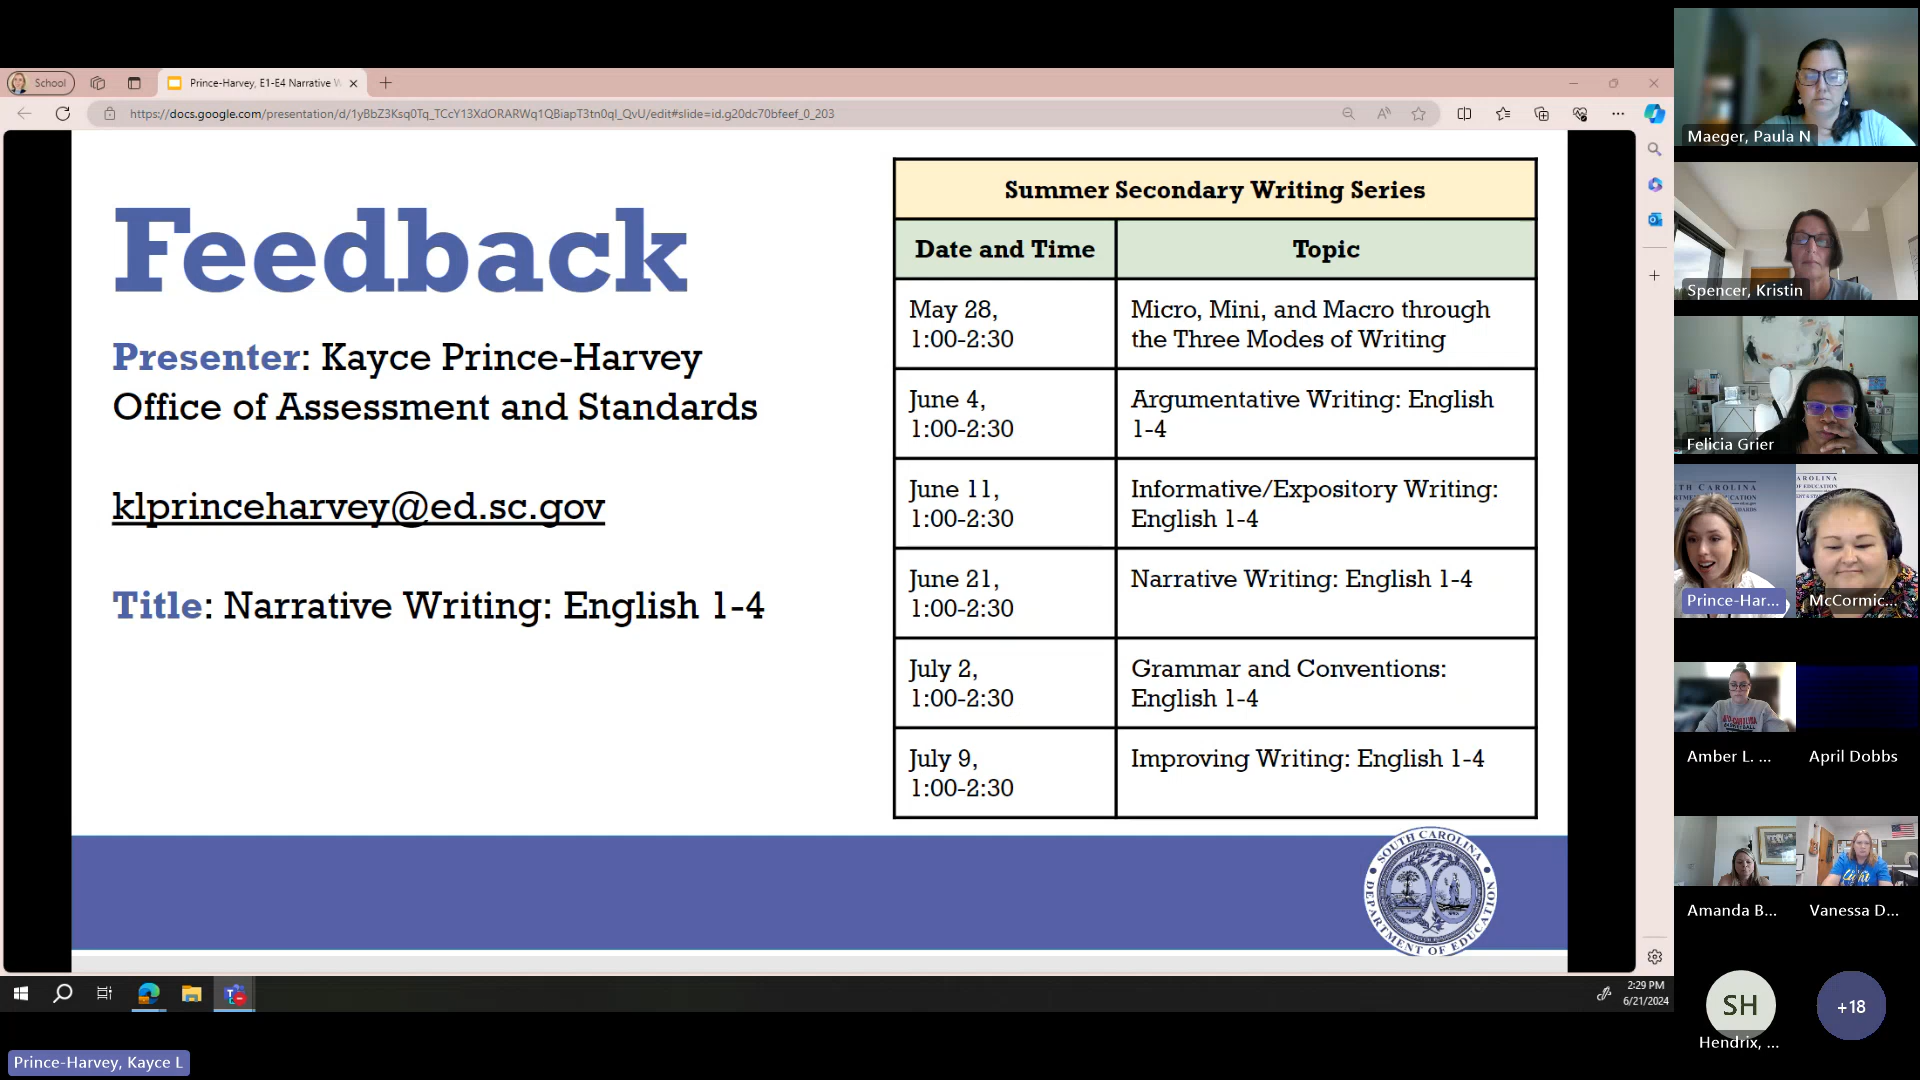 School
Prince-Harvey, E1-E4 Narrative W
https://docs.google.com/presentation/d/1yBbZ3Ksq0Tq_TCcY13XdORARWq1QBiapT3tn0ql_QvU/edit#slide=id.g20dc70bfeef_0_203
Feedback
Presenter: Kayce Prince-Harvey
Office of Assessment and Standards
klprinceharvey@ed.sc.gov
Title: Narrative Writing: English 1-4
Summer Secondary Writing Series
Date and Time
Topic
May 28,
1:00-2:30
Micro, Mini, and Macro through
the Three Modes of Writing
June 4,
1:00-2:30
Argumentative Writing: English
1-4
June 11,
1:00-2:30
Informative/Expository Writing:
English 1-4
June 21,
1:00-2:30
Narrative Writing: English 1-4
July 2,
1:00-2:30
Grammar and Conventions:
English 1-4
July 9,
1:00-2:30
Improving Writing: English 1-4
SOUTH CAROLINA
DEPARTMENT OF EDUCATION
2:29 PM
6/21/2024
Prince-Harvey, Kayce L
Maeger, Paula N
Spencer, Kristin
Felicia Grier
Prince-Har...
McCormic...
Amber L. ...
April Dobbs
Amanda B...
Vanessa D...
SH
Hendrix, ...
+18